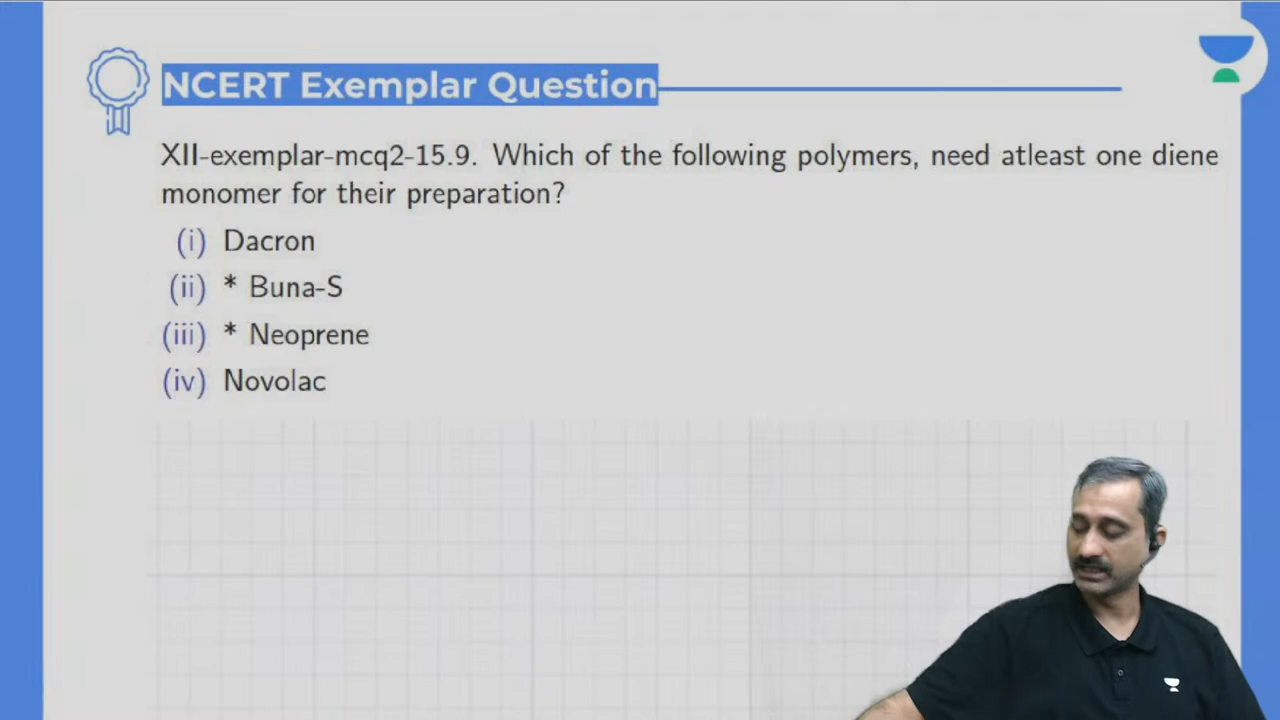 NCERT Exemplar Question
XII-exemplar-mcq2-15.9. Which of the following polymers, need atleast one diene
monomer for their preparation?
(i) Dacron
(ii) * Buna-S
(iii) * Neoprene
(iv) Novolac